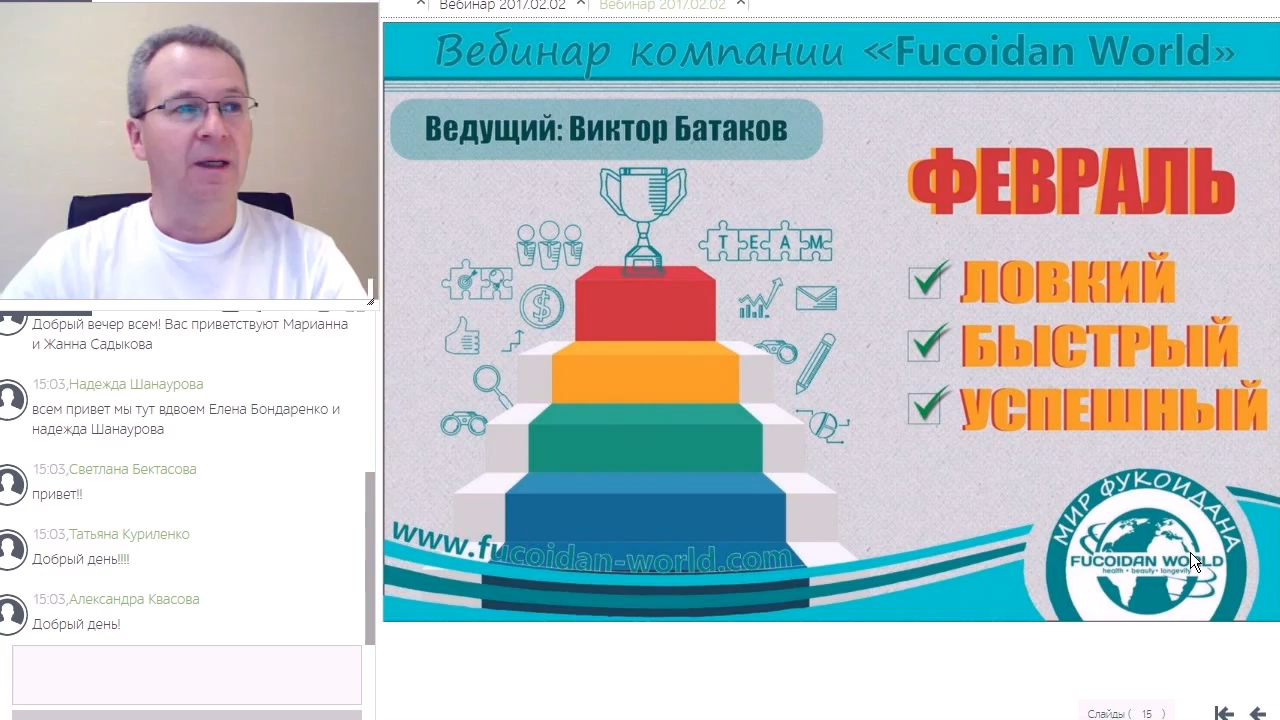 Вебинар 2017.02.02
Вебинар 2017.02.02
Вебинар компании «Fucoidan World»
Ведущий: Виктор Батаков
ФЕВРАЛЬ
ЛОВКИЙ
БЫСТРЫЙ
УСПЕШНЫЙ
TEAM
$
www.fucoidan-world.com
МИР ФУКОИДАНА
FUCOIDAN WORLD
health • beauty • longevity
Добрый вечер всем! Вас приветствуют Марианна
и Жанна Садыкова
15:03,Надежда Шанаурова
всем привет мы тут вдвоем Елена Бондаренко и
надежда Шанаурова
15:03,Светлана Бектасова
привет!!
15:03,Татьяна Куриленко
Добрый день!!!!
15:03,Александра Квасова
Добрый день!
Слайды ( 15 )